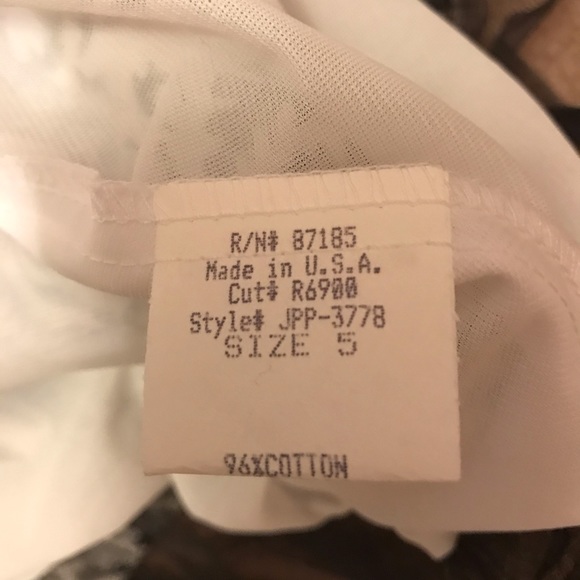 R/N# 87185
Made in U.S.A.
Cut# R6900
Style# JPP-3778
SIZE 5
96%COTTON